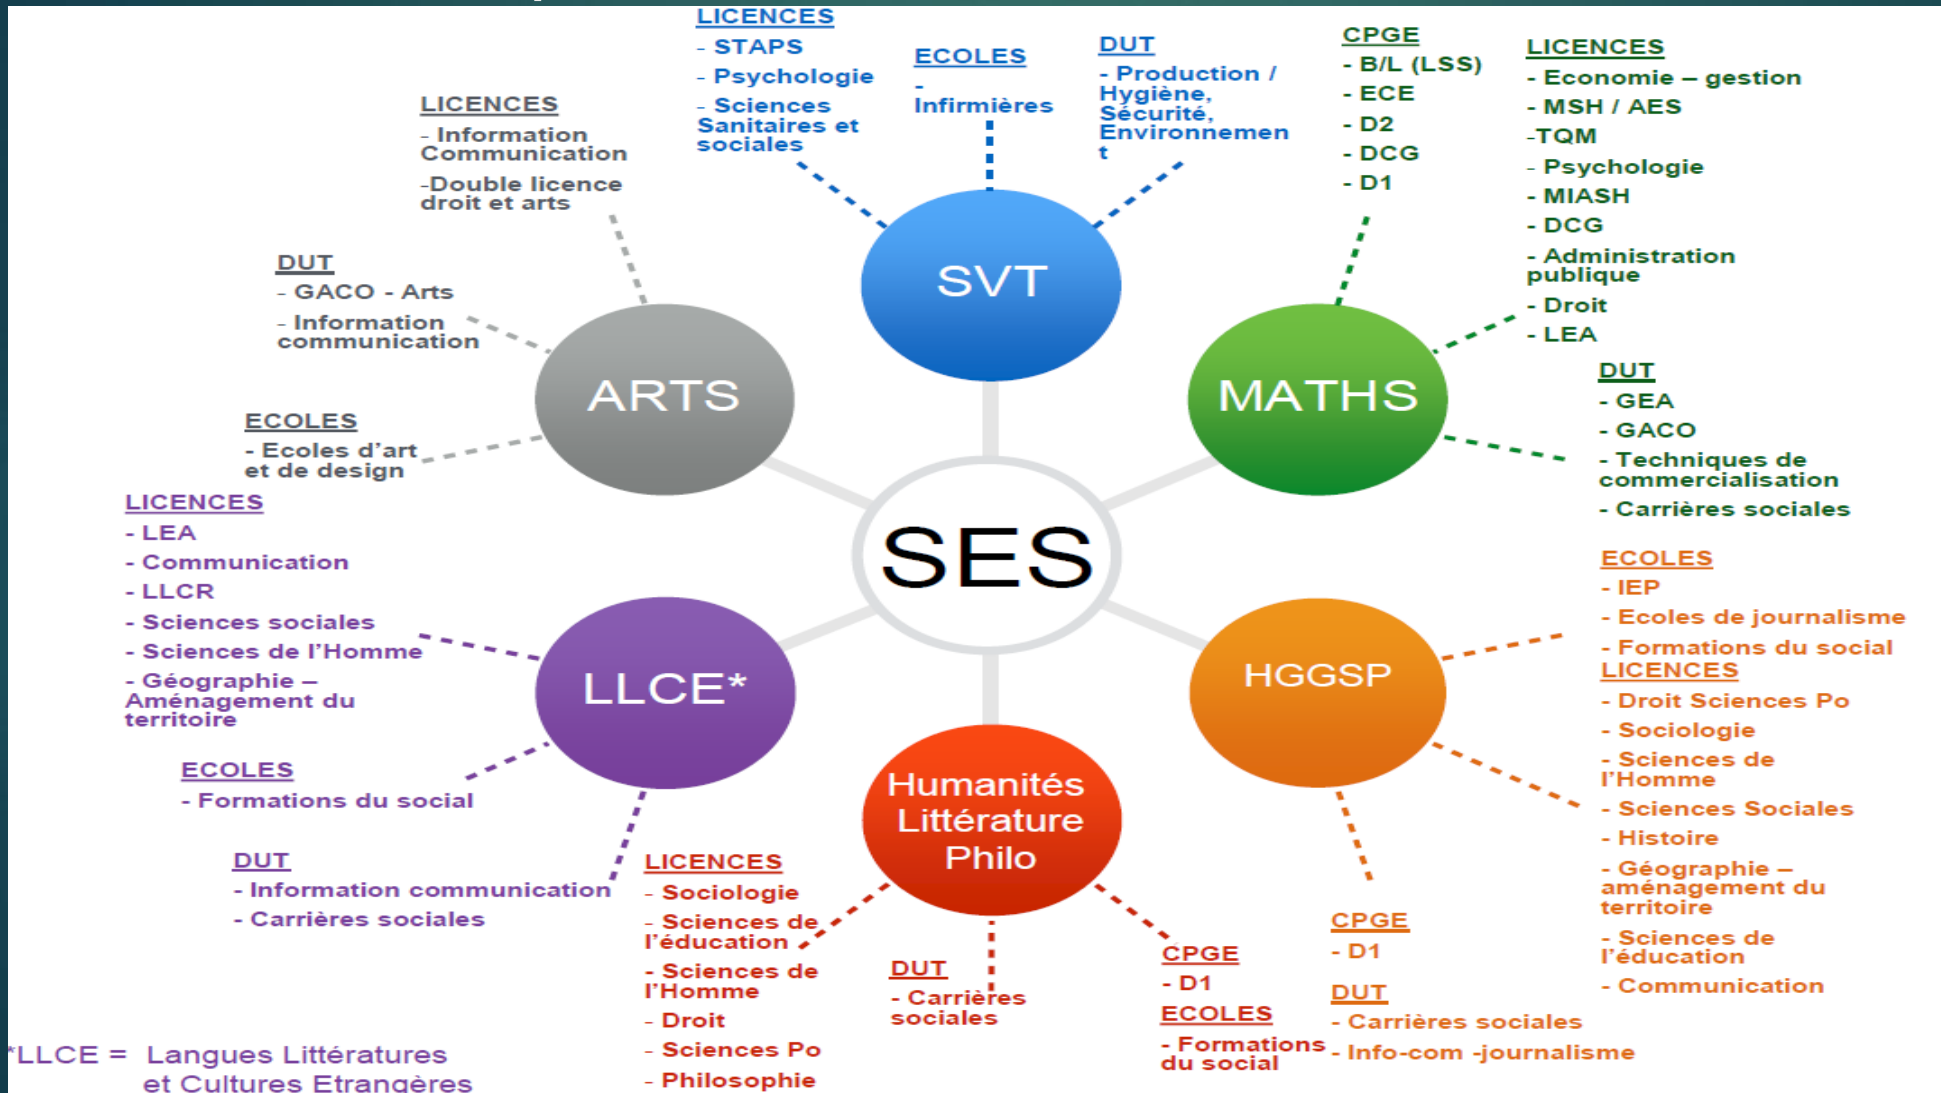 LICENCES
- STAPS
- Psychologie
- Sciences
Sanitaires et
sociales
ECOLES
-
Infirmières
DUT
- Production /
Hygiène,
Sécurité,
Environnemen
t
CPGE
- B/L (LSS)
- ECE
- D2
- DCG
- D1
LICENCES
- Economie – gestion
- MSH / AES
-TQM
- Psychologie
- MIASH
- DCG
- Administration
publique
- Droit
- LEA
LICENCES
- Information
Communication
-Double licence
droit et arts
DUT
- GACO - Arts
- Information
communication
ECOLES
- Ecoles d'art
et de design
SVT
ARTS
MATHS
DUT
- GEA
- GACO
- Techniques de
commercialisation
- Carrières sociales
SES
LICENCES
- LEA
- Communication
- LLCR
- Sciences sociales
- Sciences de l'Homme
- Géographie –
Aménagement du
territoire
ECOLES
- Formations du social
DUT
- Information communication
- Carrières sociales
LLCE*
HGGSP
Humanités
Littérature
Philo
ECOLES
- IEP
- Ecoles de journalisme
- Formations du social
LICENCES
- Droit Sciences Po
- Sociologie
- Sciences de
l'Homme
- Sciences Sociales
- Histoire
- Géographie –
aménagement du
territoire
- Sciences de
l'éducation
- Communication
LICENCES
- Sociologie
- Sciences de
l'éducation
- Sciences de
l'Homme
- Droit
- Sciences Po
- Philosophie
DUT
- Carrières
sociales
CPGE
- D1
ECOLES
- Formations
du social
CPGE
- D1
DUT
- Carrières sociales
- Info-com -journalisme
*LLCE = Langues Littératures
et Cultures Etrangères